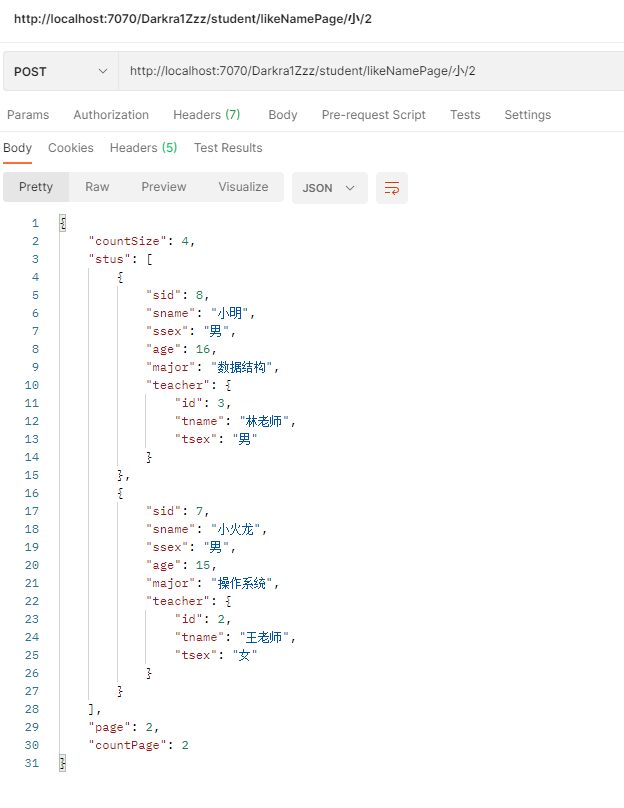 http://localhost:7070/Darkra1Zzz/student/likeNamePage/小/2
POST http://localhost:7070/Darkra1Zzz/student/likeNamePage/小/2
Params Authorization Headers (7) Body Pre-request Script Tests Settings
Body Cookies Headers (5) Test Results
Pretty Raw Preview Visualize JSON
1 {
2 "countSize": 4,
3 "stus": [
4 {
5 "sid": 8,
6 "sname": "小明",
7 "ssex": "男",
8 "age": 16,
9 "major": "数据结构",
10 "teacher": {
11 "id": 3,
12 "tname": "林老师",
13 "tsex": "男"
14 }
15 },
16 {
17 "sid": 7,
18 "sname": "小火龙",
19 "ssex": "男",
20 "age": 15,
21 "major": "操作系统",
22 "teacher": {
23 "id": 2,
24 "tname": "王老师",
25 "tsex": "女"
26 }
27 }
28 ],
29 "page": 2,
30 "countPage": 2
31 }